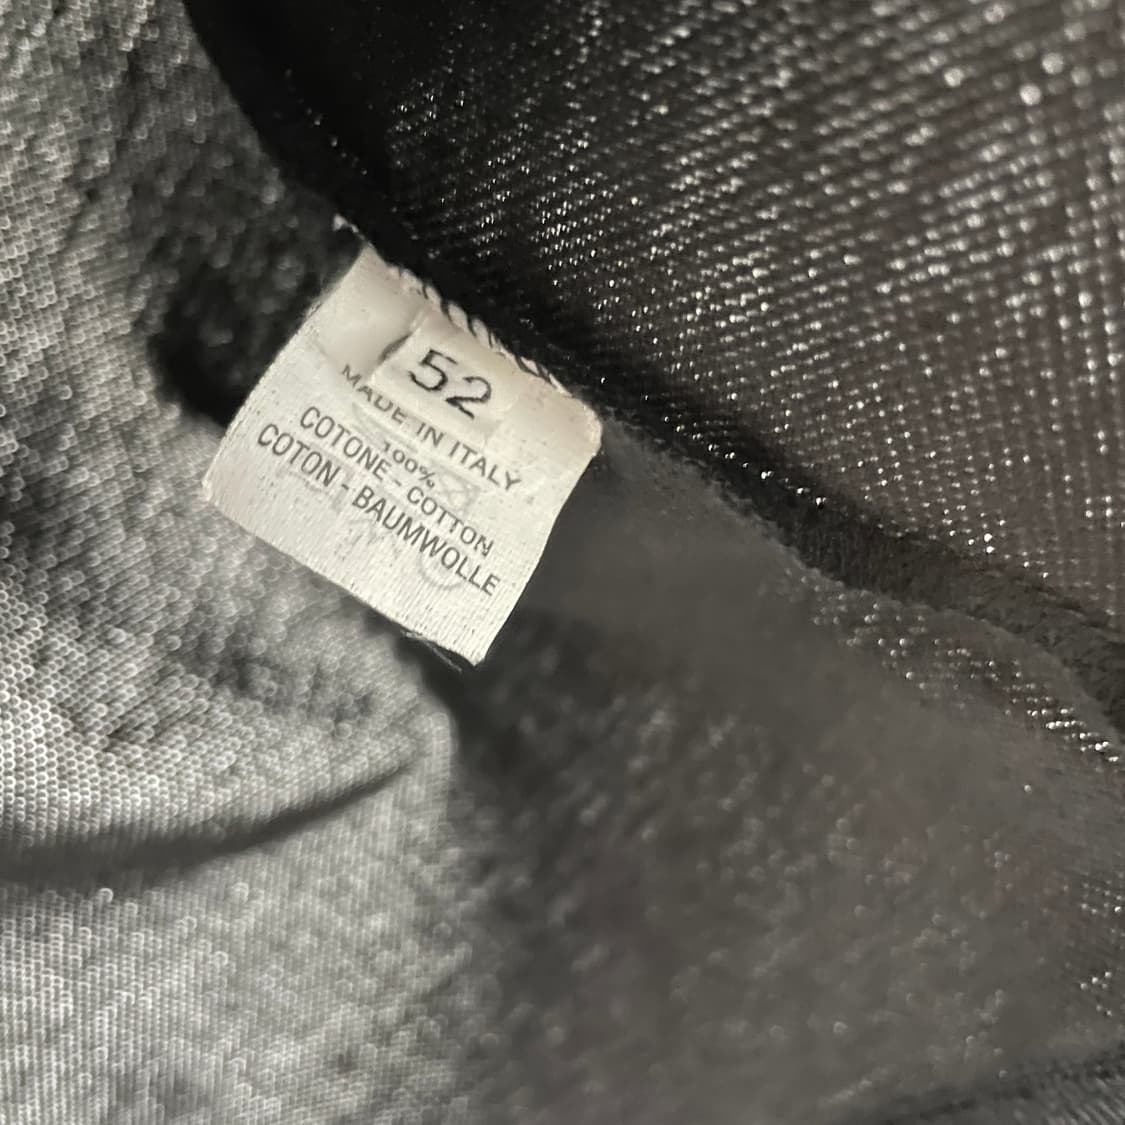 52
MADE IN ITALY
100%
COTONE - COTTON
COTON - BAUMWOLLE